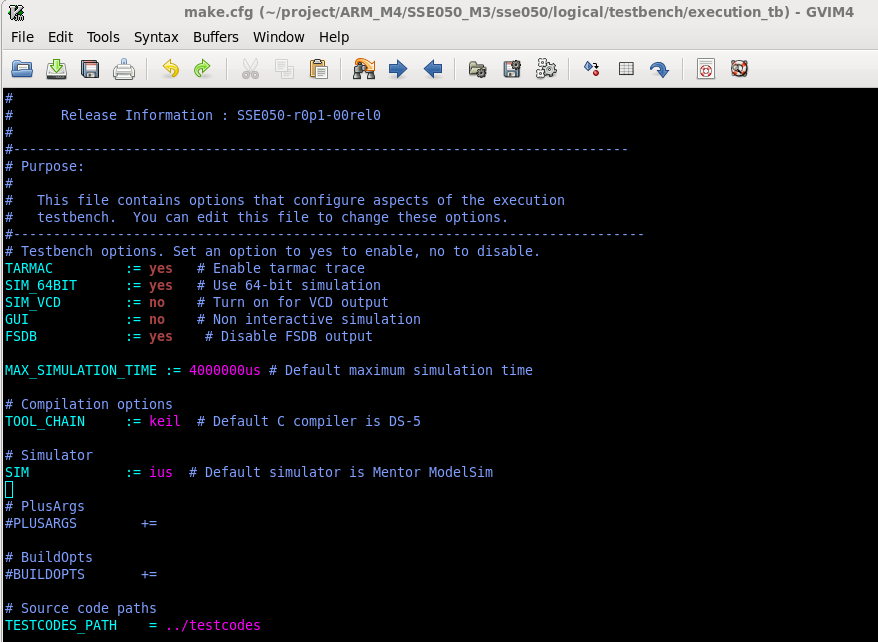 make.cfg (~/project/ARM_M4/SSE050_M3/sse050/logical/testbench/execution_tb) - GVIM4
File Edit Tools Syntax Buffers Window Help
#
#      Release Information : SSE050-r0p1-00rel0
#
#-----------------------------------------------------------------------------
# Purpose:
#
#   This file contains options that configure aspects of the execution
#   testbench.  You can edit this file to change these options.
#-------------------------------------------------------------------------------
# Testbench options. Set an option to yes to enable, no to disable.
TARMAC         := yes   # Enable tarmac trace
SIM_64BIT      := yes   # Use 64-bit simulation
SIM_VCD        := no    # Turn on for VCD output
GUI            := no    # Non interactive simulation
FSDB           := yes    # Disable FSDB output
MAX_SIMULATION_TIME := 4000000us # Default maximum simulation time
# Compilation options
TOOL_CHAIN     := keil  # Default C compiler is DS-5
# Simulator
SIM            := ius  # Default simulator is Mentor ModelSim
# PlusArgs
#PLUSARGS        +=
# BuildOpts
#BUILDOPTS       +=
# Source code paths
TESTCODES_PATH    = ../testcodes